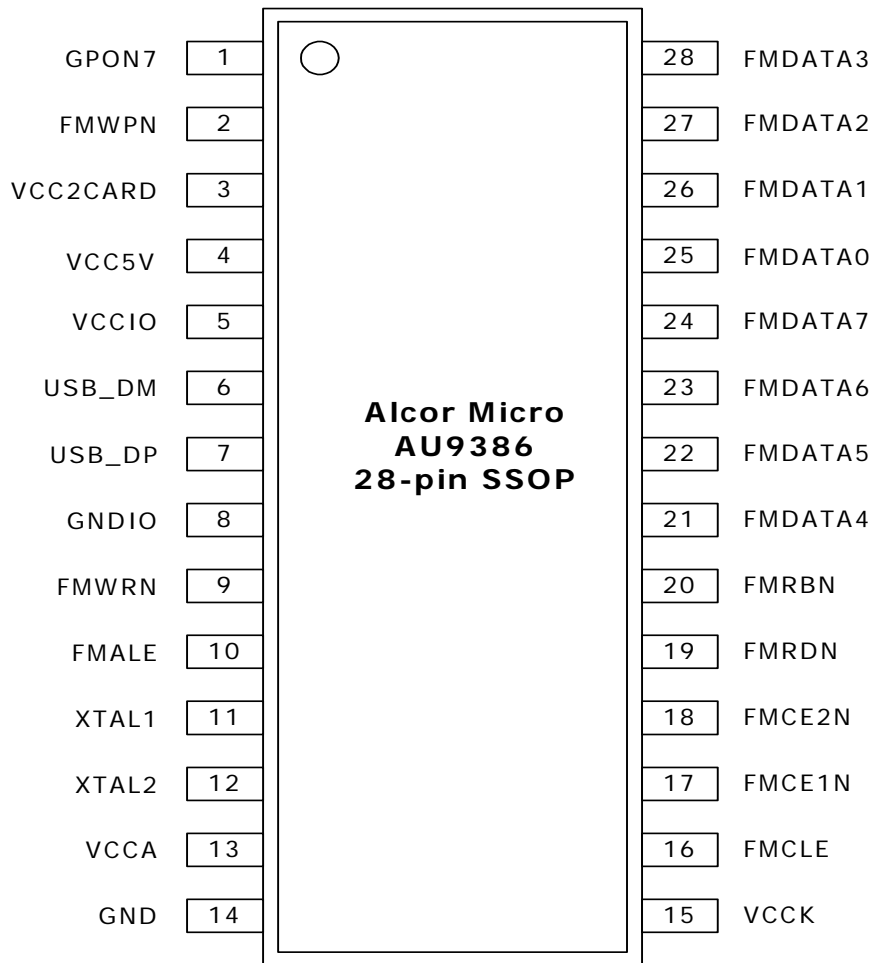 GPON7 1 28 FMDATA3
FMWPN 2 27 FMDATA2
VCC2CARD 3 26 FMDATA1
VCC5V 4 25 FMDATA0
VCCIO 5 24 FMDATA7
USB_DM 6 23 FMDATA6
Alcor Micro
AU9386
28-pin SSOP
USB_DP 7 22 FMDATA5
GNDIO 8 21 FMDATA4
FMWRN 9 20 FMRBN
FMALE 10 19 FMRDN
XTAL1 11 18 FMCE2N
XTAL2 12 17 FMCE1N
VCCA 13 16 FMCLE
GND 14 15 VCCK